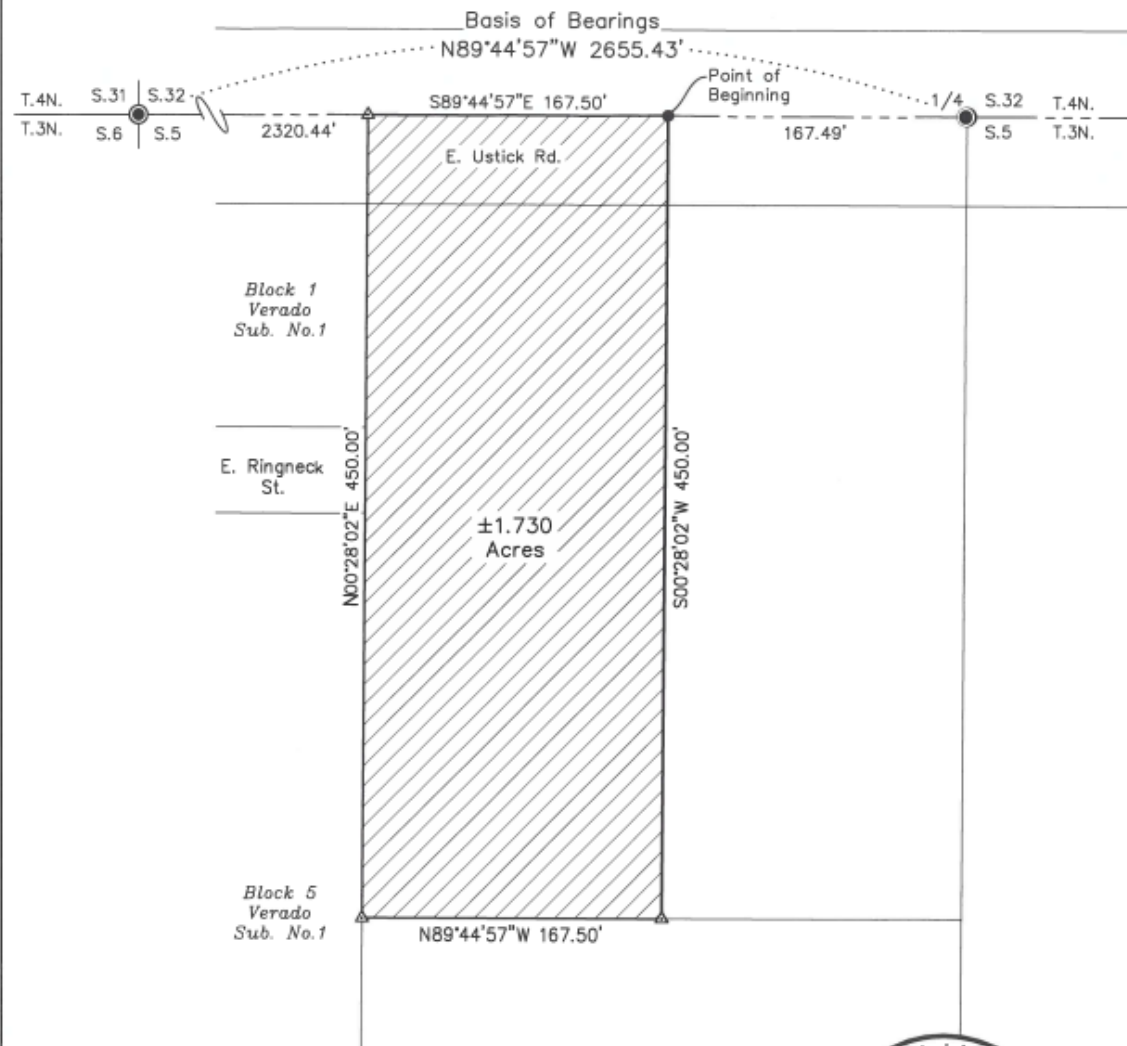 Basis of Bearings
N89°44'57"W 2655.43'
Point of
Beginning
T.4N.
S.31
S.32
S89°44'57"E 167.50'
1/4
S.32
T.4N.
T.3N.
S.6
S.5
2320.44'
167.49'
S.5
T.3N.
E. Ustick Rd.
Block 1
Verado
Sub. No.1
E. Ringneck
St.
N00°28'02"E 450.00'
S00°28'02"W 450.00'
±1.730
Acres
Block 5
Verado
Sub. No.1
N89°44'57"W 167.50'